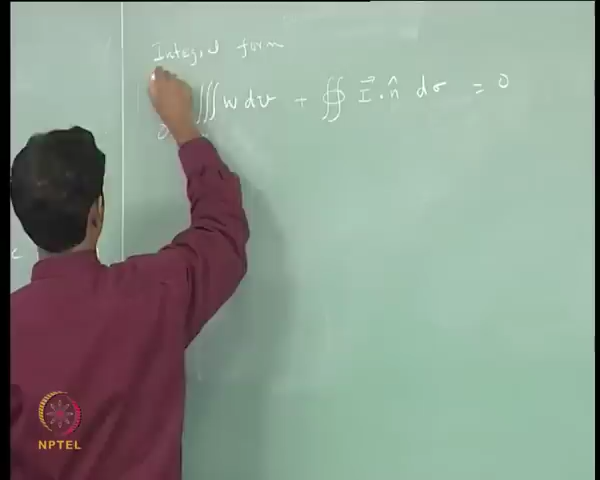 Integral form
∭ w dv + ∯ I⃗ · n̂ dσ = 0
c
NPTEL